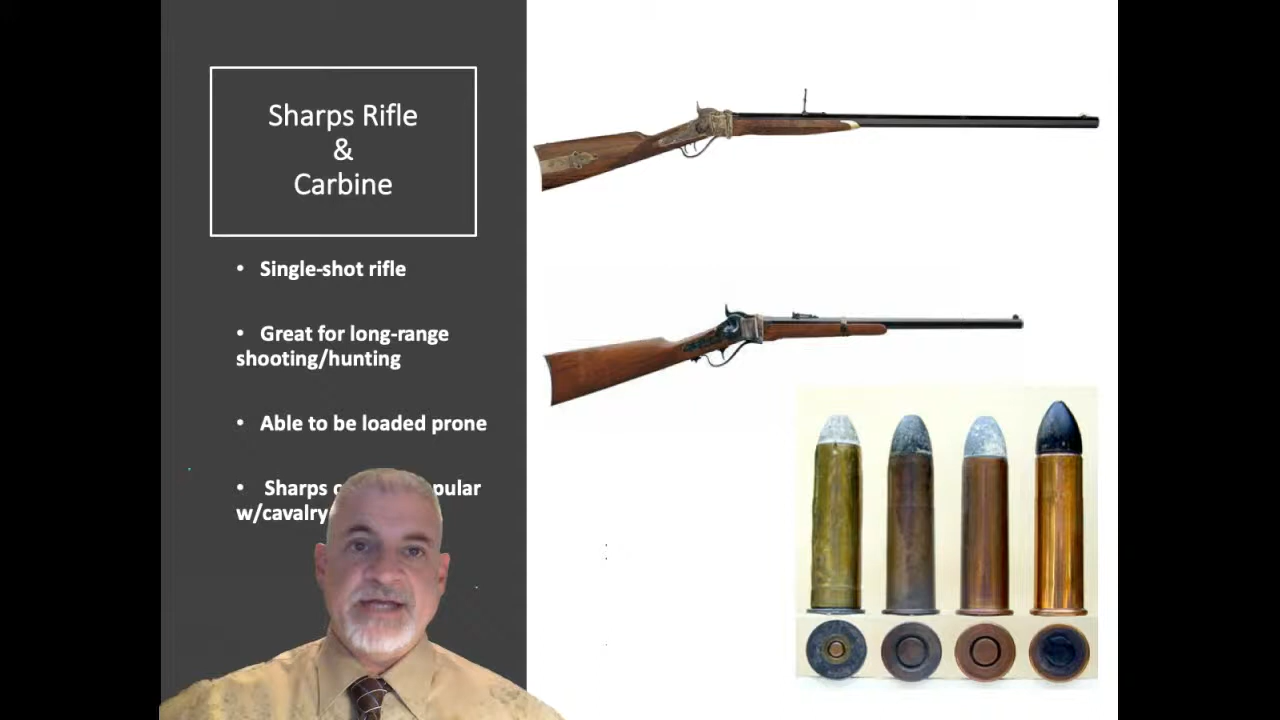 Sharps Rifle
&
Carbine
• Single-shot rifle
• Great for long-range
shooting/hunting
• Able to be loaded prone
• Sharps
w/cavalry